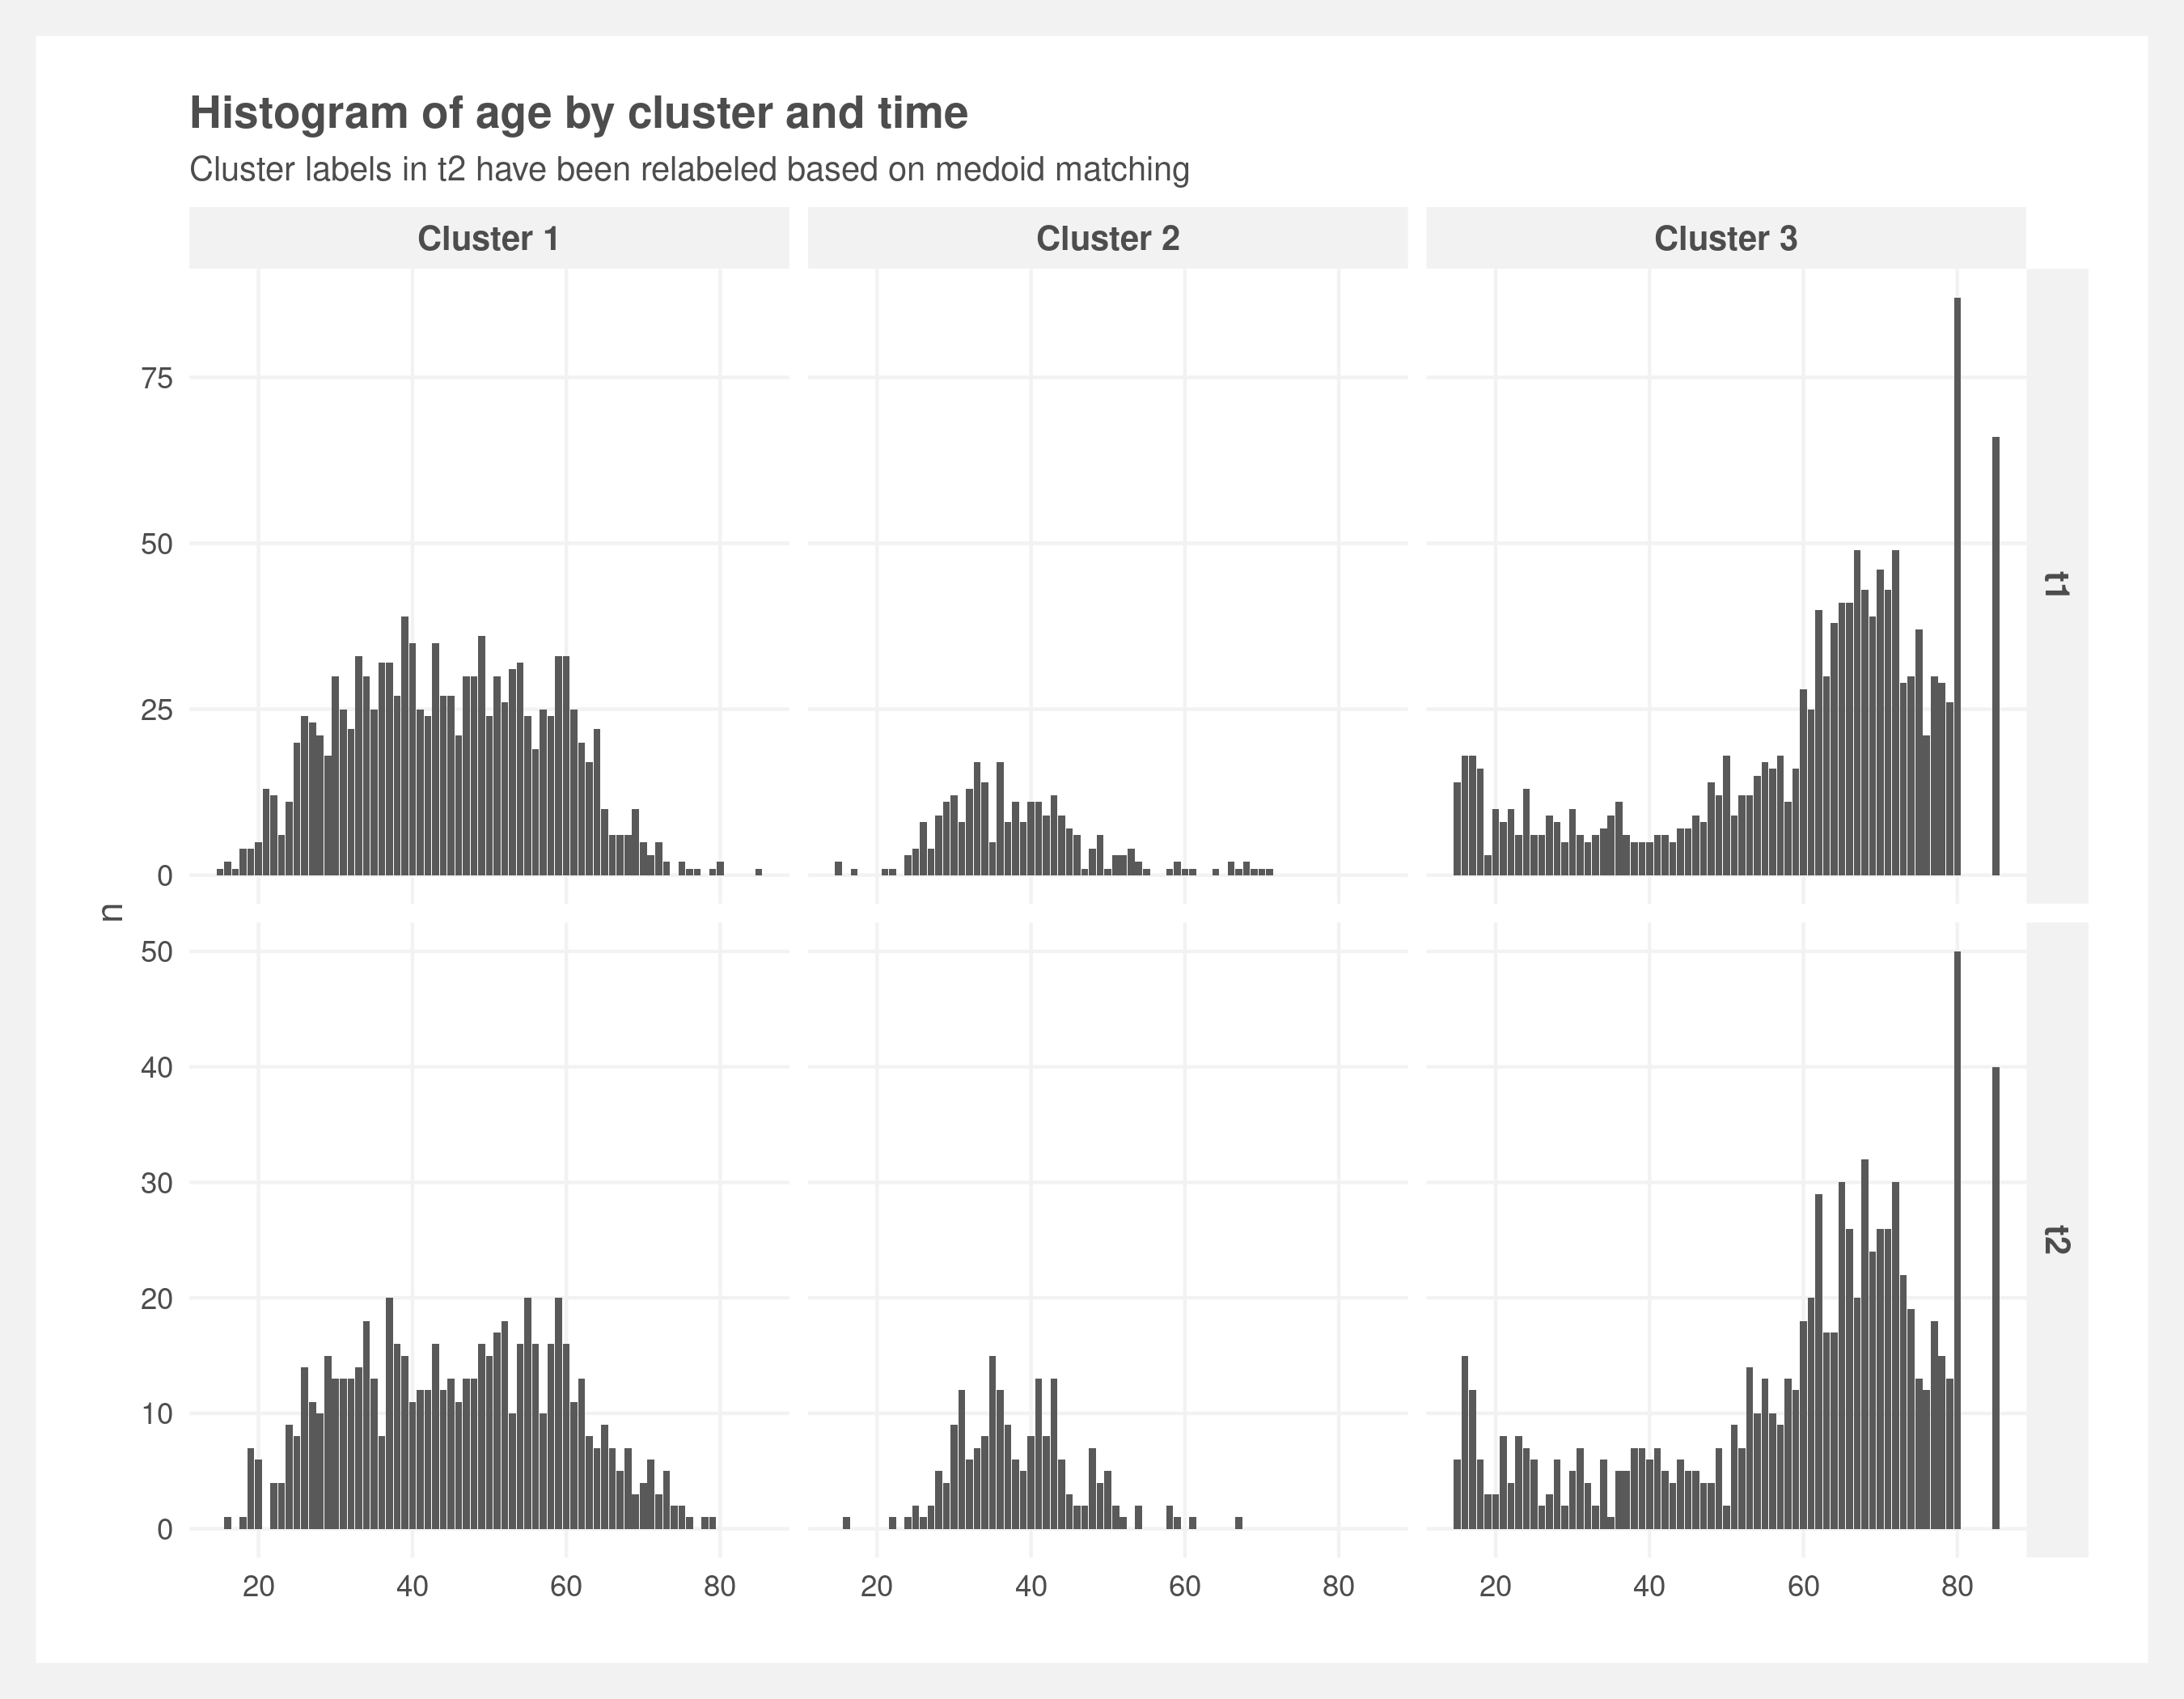 Histogram of age by cluster and time
Cluster labels in t2 have been relabeled based on medoid matching
Cluster 1
Cluster 2
Cluster 3
75
50
25
0
t1
n
50
40
30
20
10
0
t2
20 40 60 80
20 40 60 80
20 40 60 80